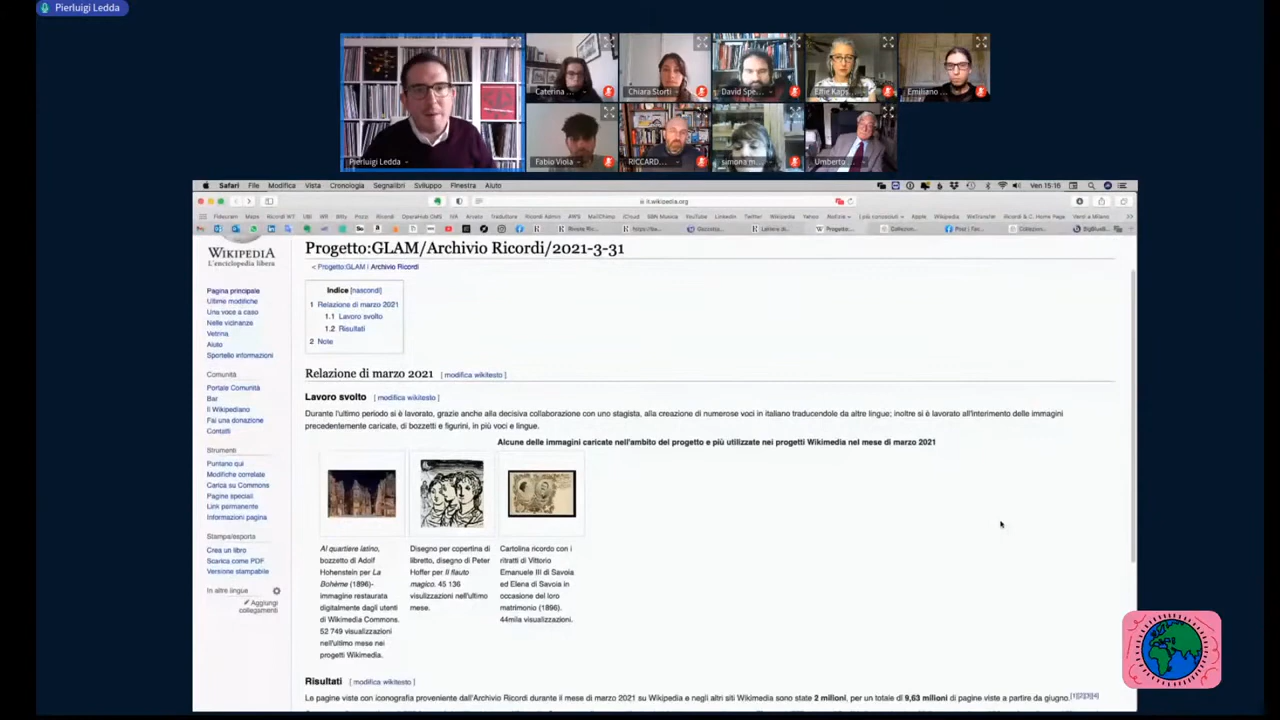 Pierluigi Ledda
Pierluigi Ledda
Caterina ...
Chiara Storti
David Spe...
Effie Kaps...
Emiliano ...
Fabio Viola
RICCARD...
simona m...
Umberto ...
Safari File Modifica Vista Cronologia Segnalibri Sviluppo Finestra Aiuto
Ven 15:16
it.wikipedia.org
WIKIPEDIA
L'enciclopedia libera
Pagina principale
Ultime modifiche
Una voce a caso
Nelle vicinanze
Vetrina
Aiuto
Sportello informazioni
Comunità
Portale Comunità
Bar
Il Wikipediano
Fai una donazione
Contatti
Strumenti
Puntano qui
Modifiche correlate
Carica su Commons
Pagine speciali
Link permanente
Informazioni pagina
Stampa/esporta
Crea un libro
Scarica come PDF
Versione stampabile
In altre lingue
Aggiungi
collegamenti
Progetto:GLAM/Archivio Ricordi/2021-3-31
< Progetto:GLAM | Archivio Ricordi
Indice [nascondi]
1 Relazione di marzo 2021
1.1 Lavoro svolto
1.2 Risultati
2 Note
Relazione di marzo 2021 [ modifica wikitesto ]
Lavoro svolto [ modifica wikitesto ]
Durante l'ultimo periodo si è lavorato, grazie anche alla decisiva collaborazione con uno stagista, alla creazione di numerose voci in italiano traducendole da altre lingue; inoltre si è lavorato all'interimento delle immagini
precedentemente caricate, di bozzetti e figurini, in più voci e lingue.
Alcune delle immagini caricate nell'ambito del progetto e più utilizzate nei progetti Wikimedia nel mese di marzo 2021
Al quartiere latino,
bozzetto di Adolf
Hohenstein per La
Bohème (1896)-
immagine restaurata
digitalmente dagli utenti
di Wikimedia Commons.
52 749 visualizzazioni
nell'ultimo mese nei
progetti Wikimedia.
Disegno per copertina di
libretto, disegno di Peter
Hoffer per Il flauto
magico. 45 136
visulizzazioni nell'ultimo
mese.
Cartolina ricordo con i
ritratti di Vittorio
Emanuele III di Savoia
ed Elena di Savoia in
occasione del loro
matrimonio (1896).
44mila visualizzazioni.
Risultati [ modifica wikitesto ]
Le pagine viste con iconografia proveniente dall'Archivio Ricordi durante il mese di marzo 2021 su Wikipedia e negli altri siti Wikimedia sono state 2 milioni, per un totale di 9,63 milioni di pagine viste a partire da giugno.[1][2][3][4]